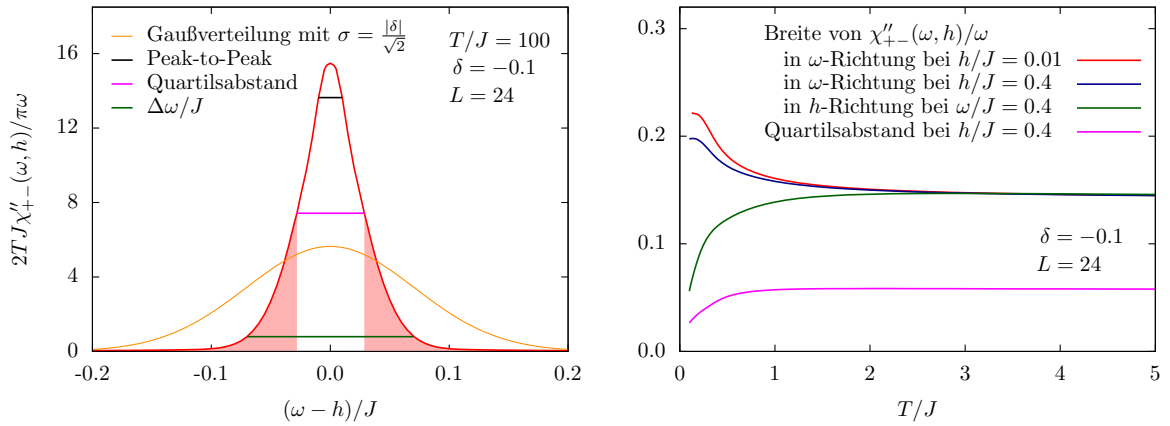 Gaußverteilung mit σ = |δ|/√2
Peak-to-Peak
Quartilsabstand
Δω/J
T/J = 100
δ = −0.1
L = 24
2TJχ''₊₋(ω, h)/πω
16
12
8
4
0
-0.2 -0.1 0.0 0.1 0.2
(ω − h)/J
Breite von χ''₊₋(ω, h)/ω
in ω-Richtung bei h/J = 0.01
in ω-Richtung bei h/J = 0.4
in h-Richtung bei ω/J = 0.4
Quartilsabstand bei h/J = 0.4
δ = −0.1
L = 24
0.3
0.2
0.1
0.0
0 1 2 3 4 5
T/J